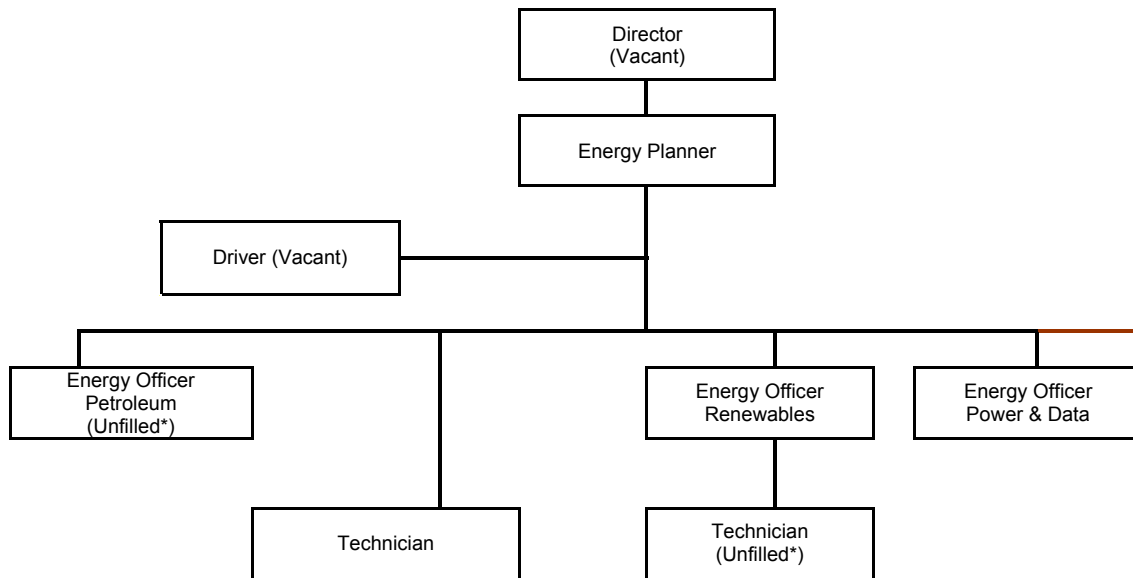 Director
(Vacant)
Energy Planner
Driver (Vacant)
Energy Officer
Petroleum
(Unfilled*)
Energy Officer
Renewables
Energy Officer
Power & Data
Technician
Technician
(Unfilled*)